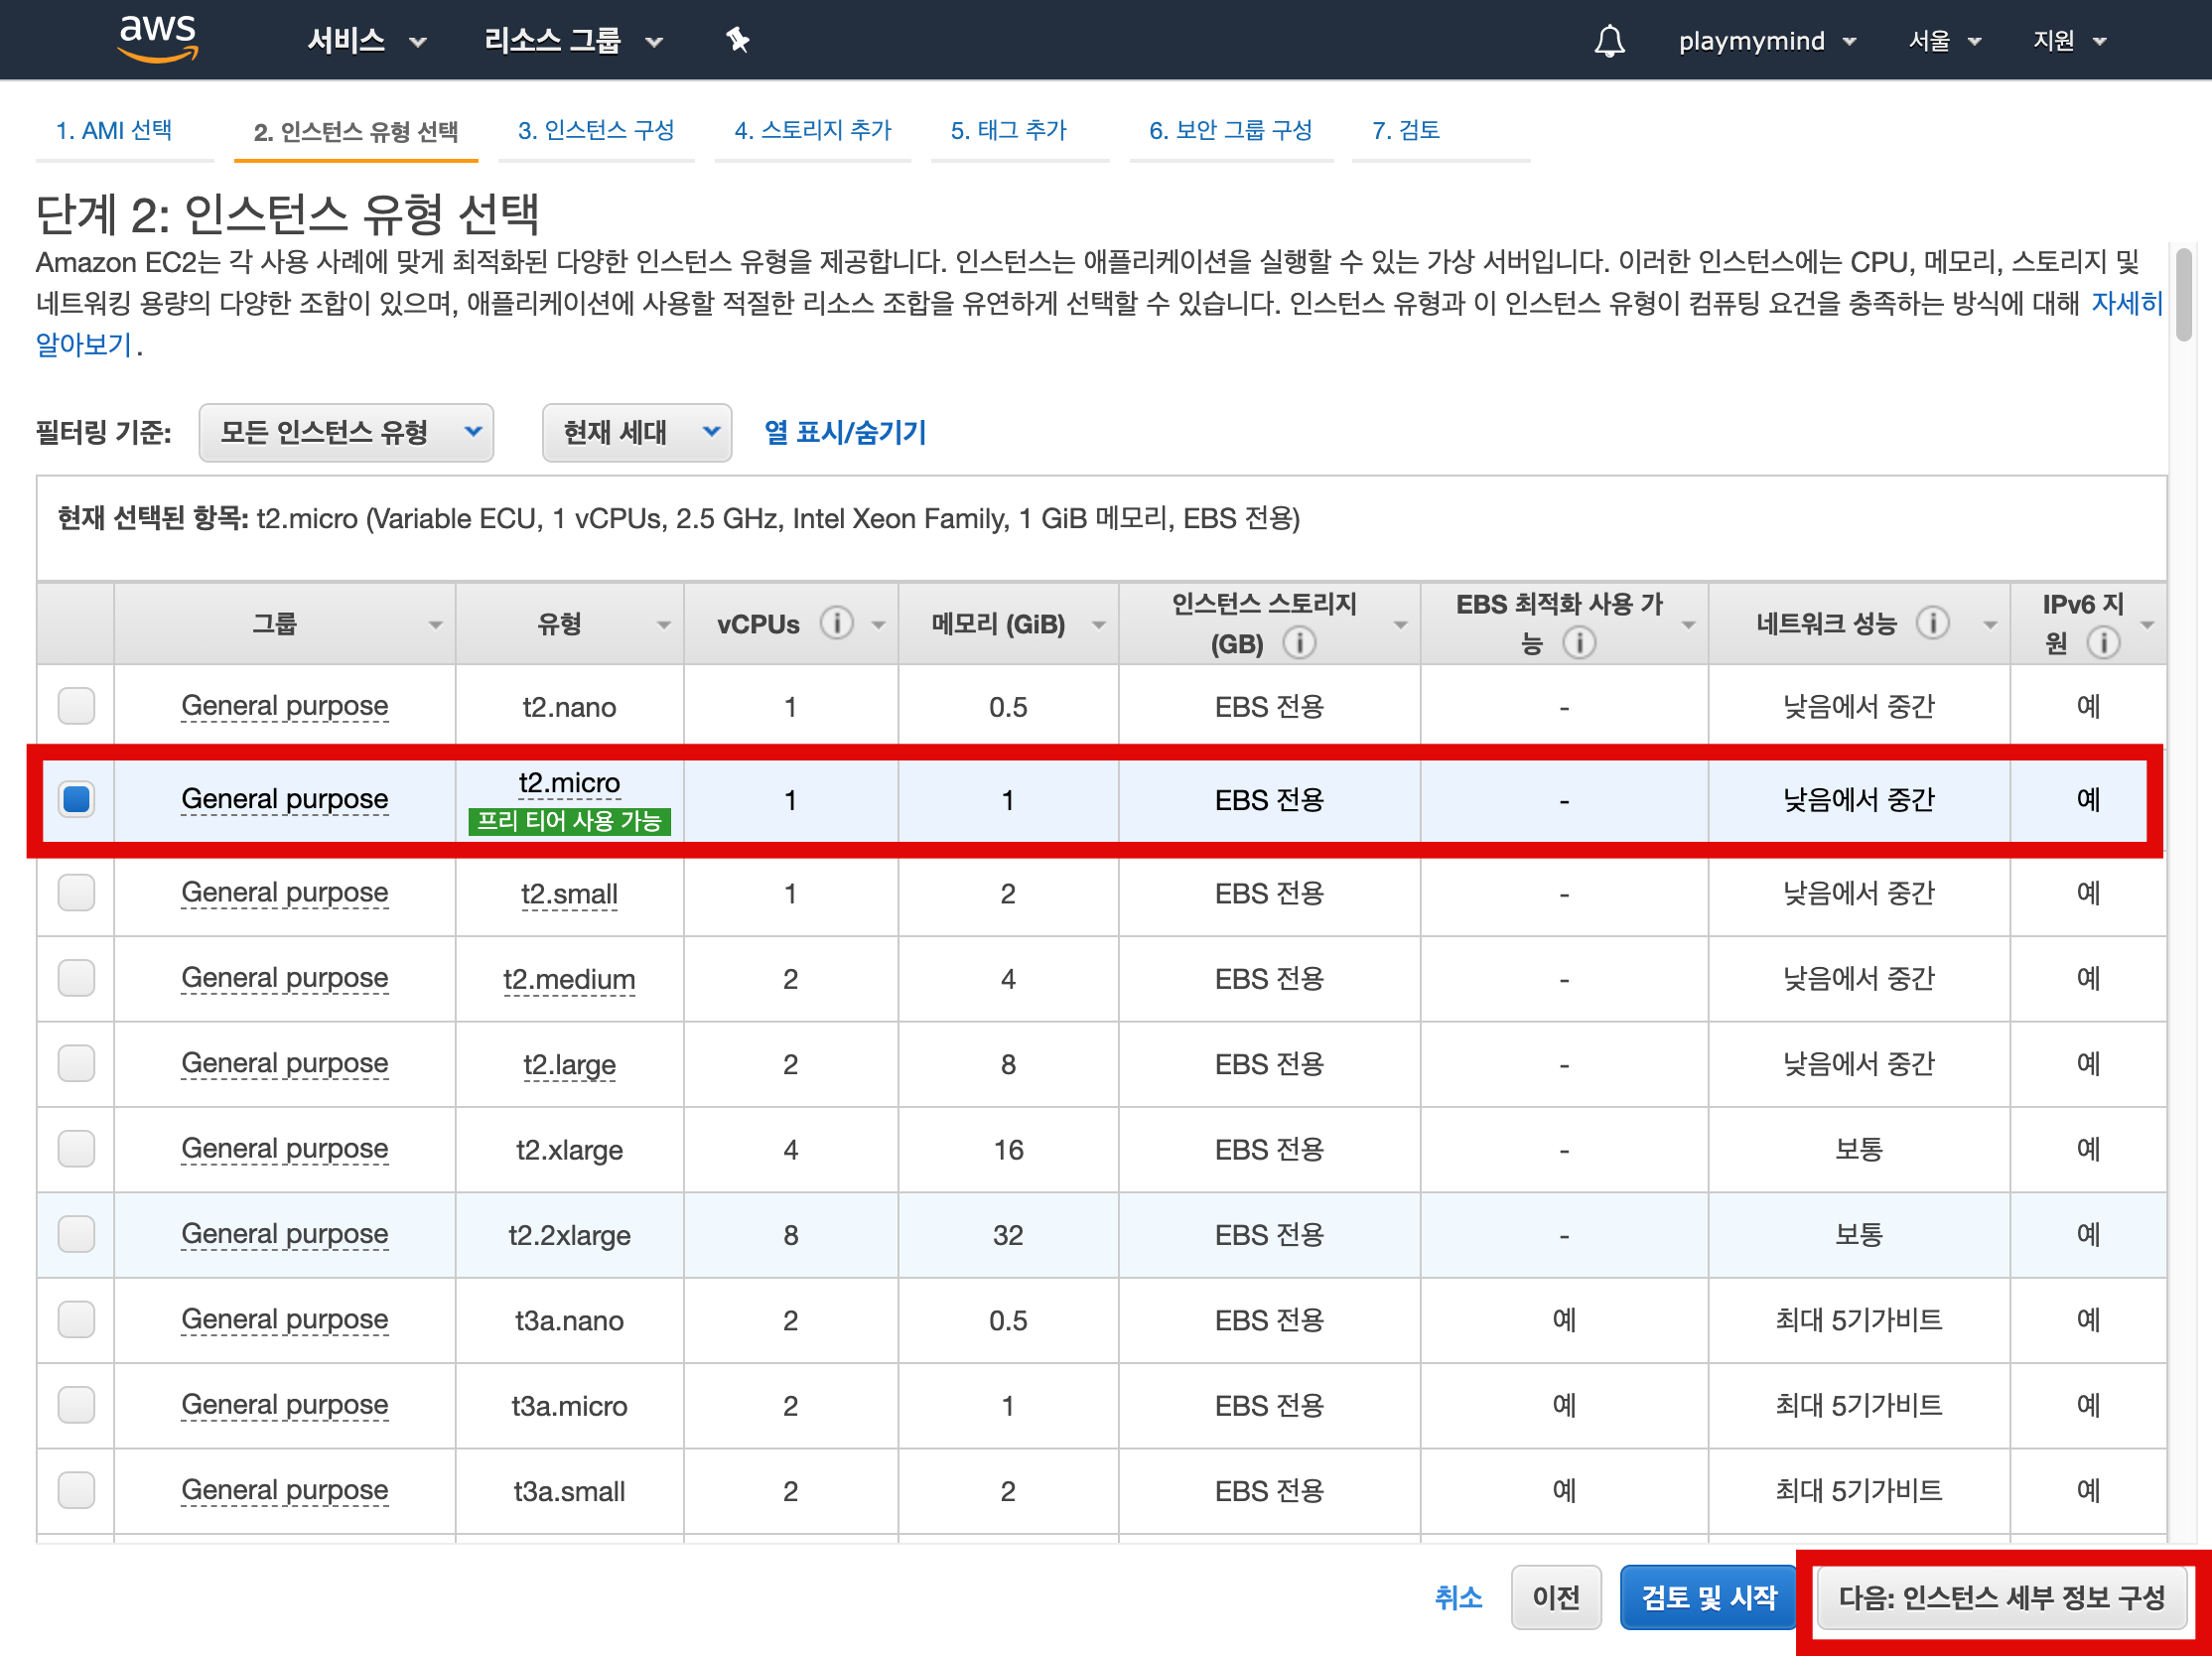 aws 서비스 리소스 그룹 playmymind 서울 지원
1. AMI 선택 2. 인스턴스 유형 선택 3. 인스턴스 구성 4. 스토리지 추가 5. 태그 추가 6. 보안 그룹 구성 7. 검토
단계 2: 인스턴스 유형 선택
Amazon EC2는 각 사용 사례에 맞게 최적화된 다양한 인스턴스 유형을 제공합니다. 인스턴스는 애플리케이션을 실행할 수 있는 가상 서버입니다. 이러한 인스턴스에는 CPU, 메모리, 스토리지 및
네트워킹 용량의 다양한 조합이 있으며, 애플리케이션에 사용할 적절한 리소스 조합을 유연하게 선택할 수 있습니다. 인스턴스 유형과 이 인스턴스 유형이 컴퓨팅 요건을 충족하는 방식에 대해 자세히
알아보기.
필터링 기준: 모든 인스턴스 유형 현재 세대 열 표시/숨기기
현재 선택된 항목: t2.micro (Variable ECU, 1 vCPUs, 2.5 GHz, Intel Xeon Family, 1 GiB 메모리, EBS 전용)
그룹 유형 vCPUs 메모리 (GiB) 인스턴스 스토리지 (GB) EBS 최적화 사용 가능 네트워크 성능 IPv6 지원
General purpose t2.nano 1 0.5 EBS 전용 - 낮음에서 중간 예
General purpose t2.micro 프리 티어 사용 가능 1 1 EBS 전용 - 낮음에서 중간 예
General purpose t2.small 1 2 EBS 전용 - 낮음에서 중간 예
General purpose t2.medium 2 4 EBS 전용 - 낮음에서 중간 예
General purpose t2.large 2 8 EBS 전용 - 낮음에서 중간 예
General purpose t2.xlarge 4 16 EBS 전용 - 보통 예
General purpose t2.2xlarge 8 32 EBS 전용 - 보통 예
General purpose t3a.nano 2 0.5 EBS 전용 예 최대 5기가비트 예
General purpose t3a.micro 2 1 EBS 전용 예 최대 5기가비트 예
General purpose t3a.small 2 2 EBS 전용 예 최대 5기가비트 예
취소 이전 검토 및 시작 다음: 인스턴스 세부 정보 구성